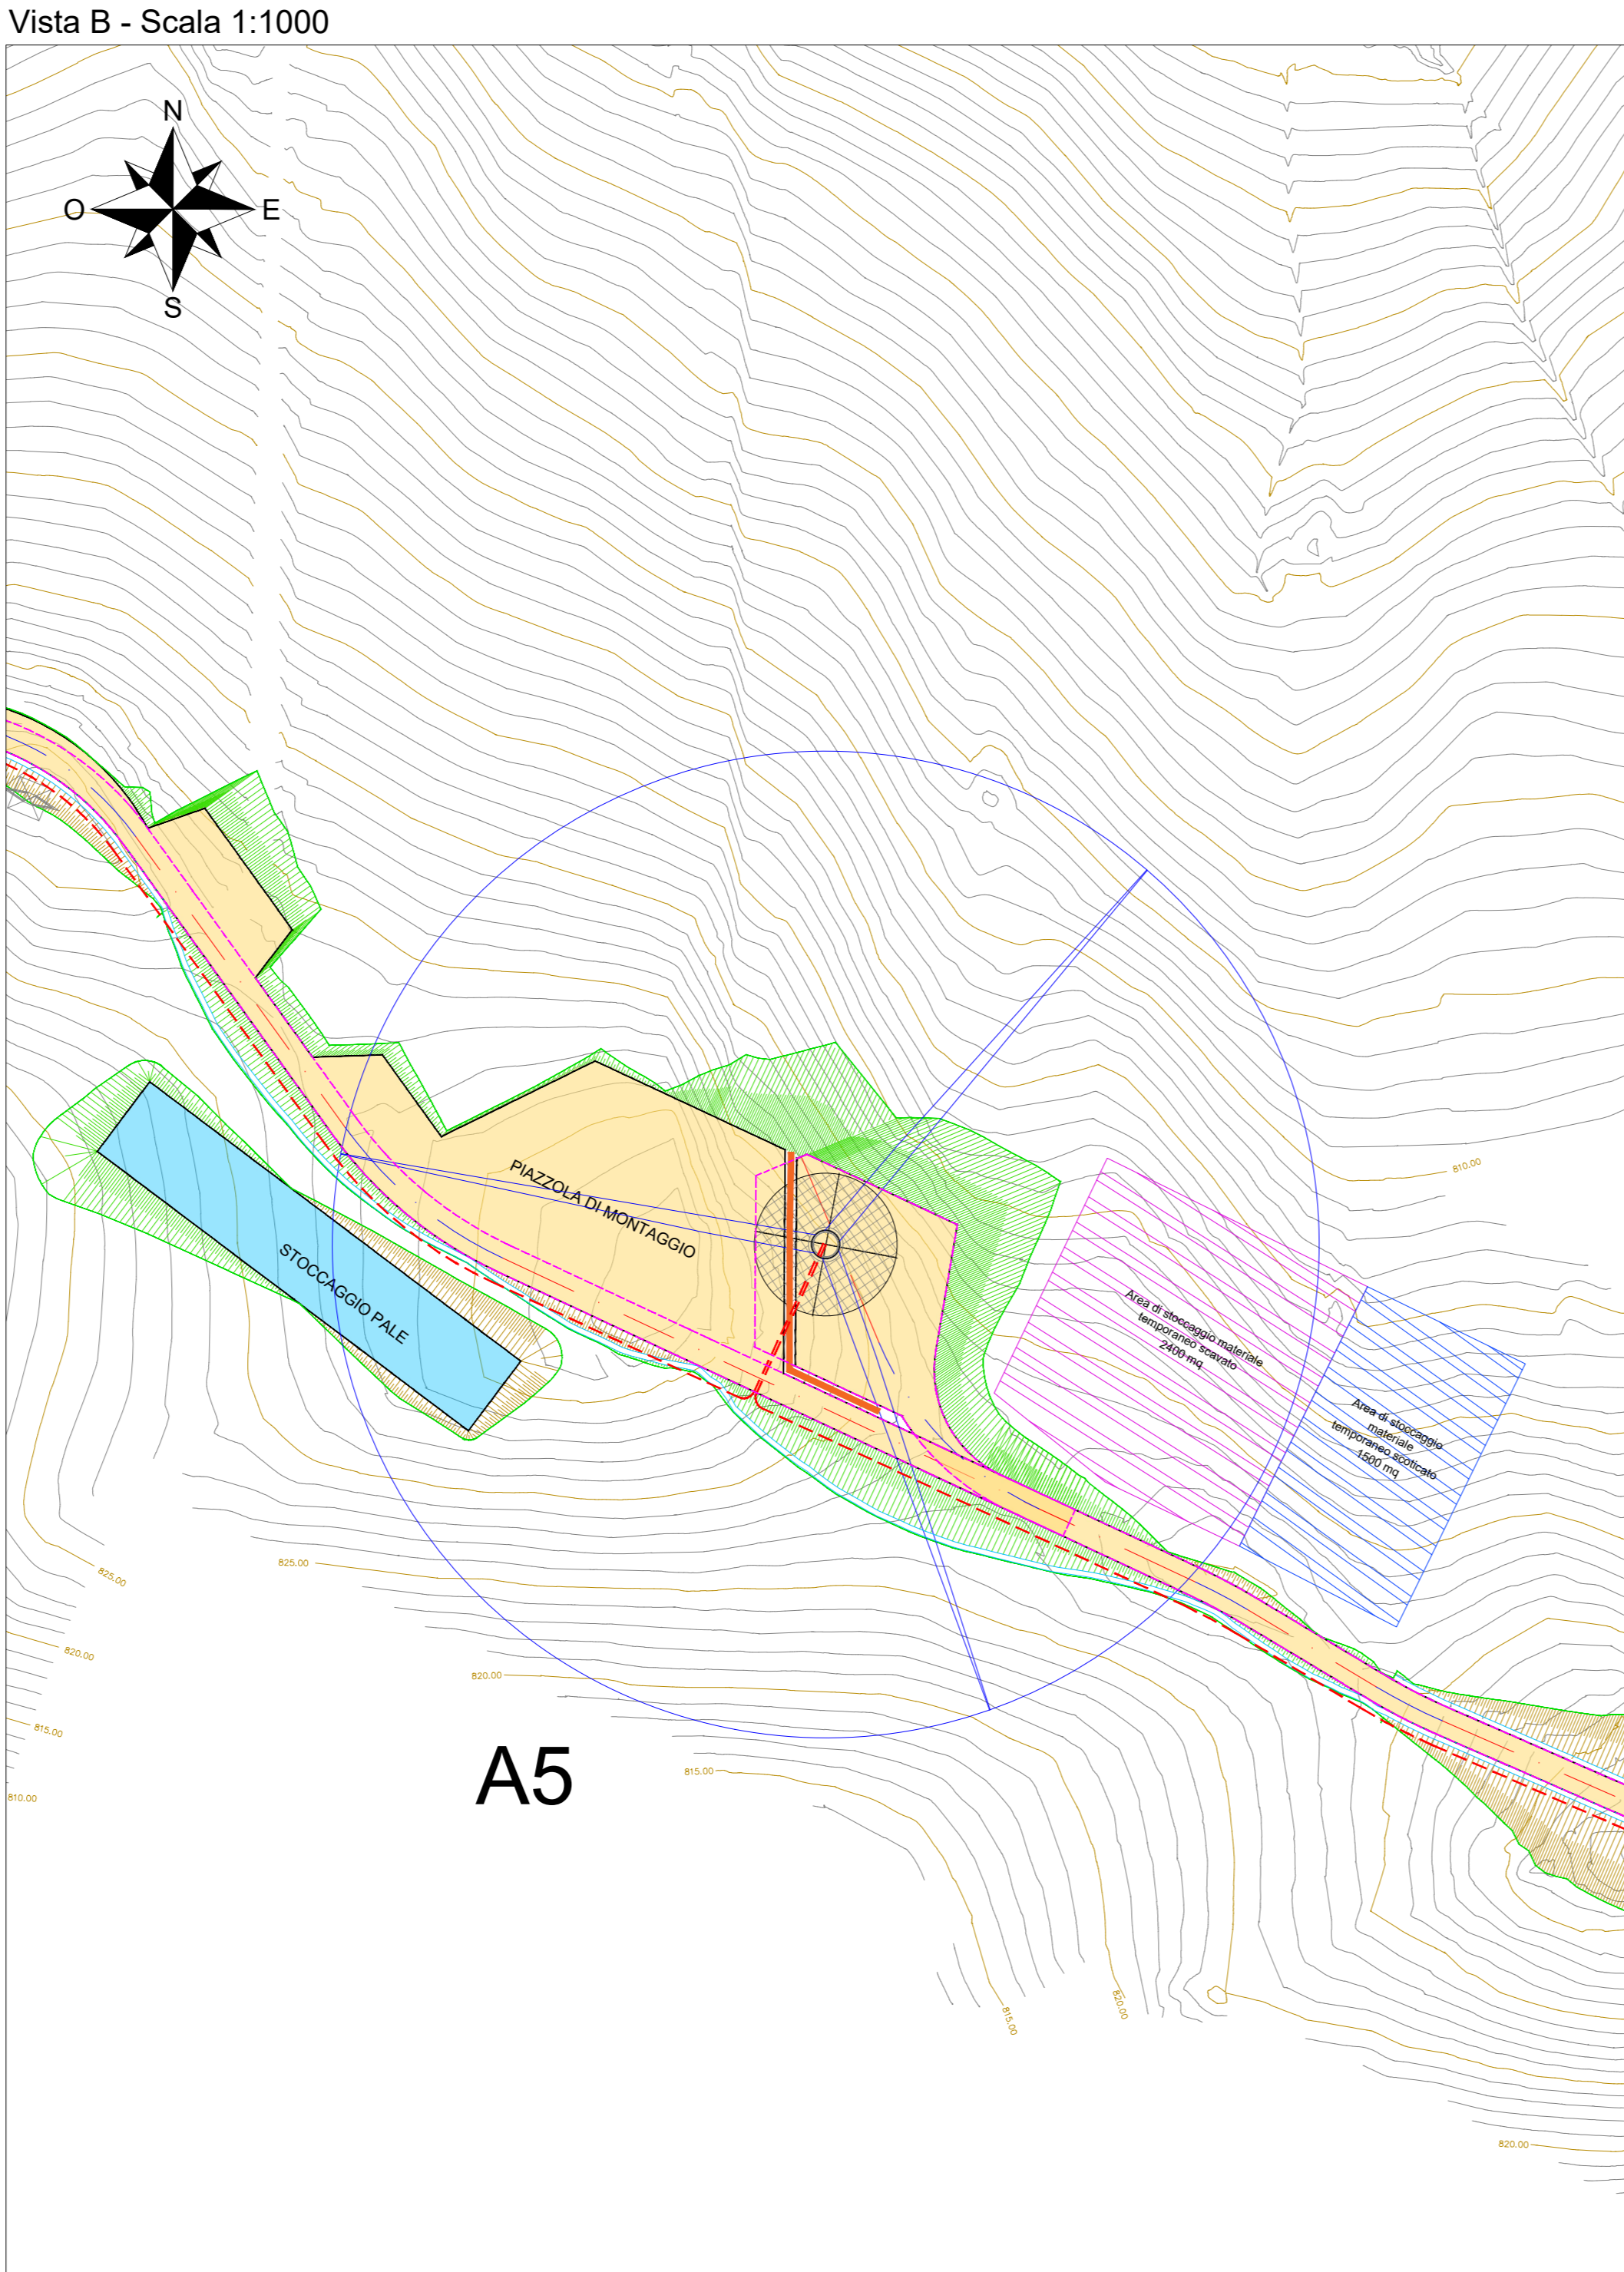 Vista B - Scala 1:1000
N
O
E
S
810.00
PIAZZOLA DI MONTAGGIO
STOCCAGGIO PALE
Area di stoccaggio materiale
temporaneo scavato
2400 mq
Area di stoccaggio
materiale
temporaneo scoticato
1500 mq
825.00
825.00
820.00
820.00
815.00
815.00
810.00
A5
815.00
820.00
820.00